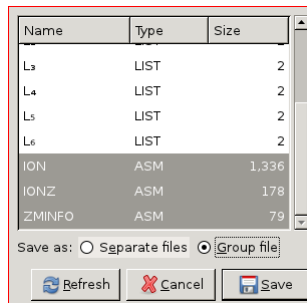 Name Type Size
L₃ LIST 2
L₄ LIST 2
L₅ LIST 2
L₆ LIST 2
ION ASM 1,336
IONZ ASM 178
ZMINFO ASM 79
Save as: Separate files Group file
Refresh Cancel Save